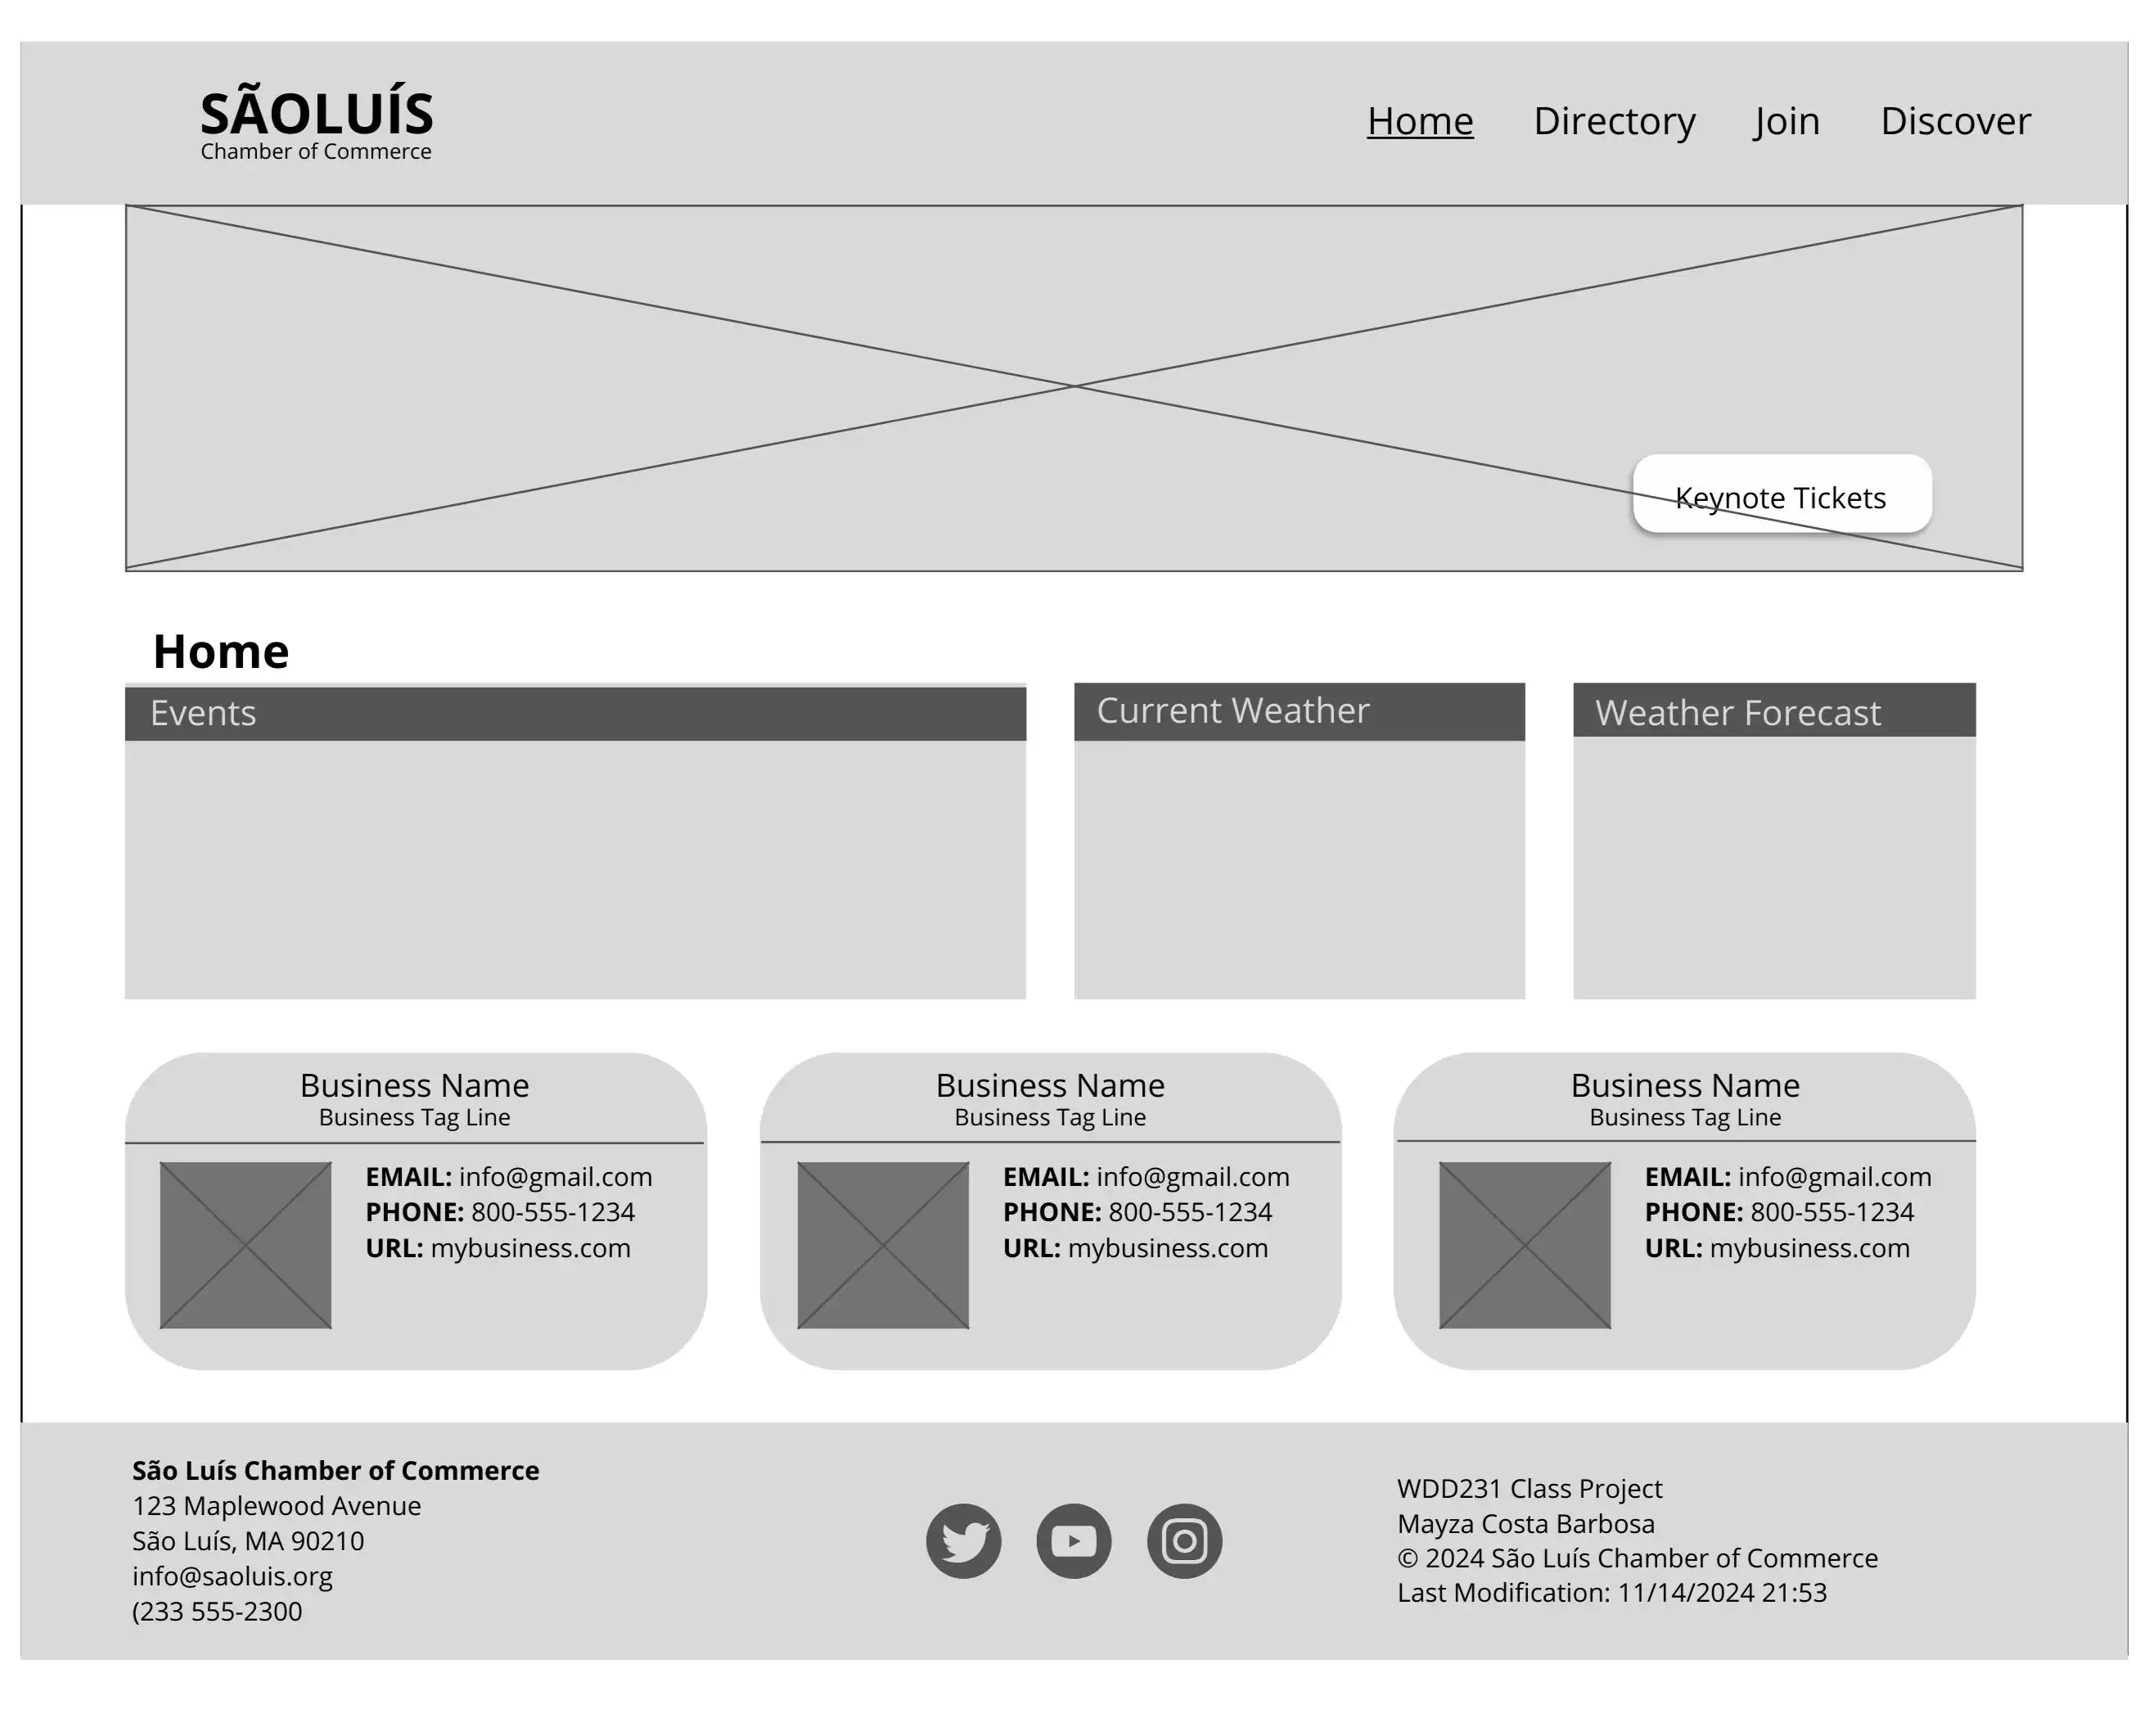 SÃOLUÍS
Chamber of Commerce
Home Directory Join Discover
Keynote Tickets
Home
Events
Current Weather
Weather Forecast
Business Name
Business Tag Line
EMAIL: info@gmail.com
PHONE: 800-555-1234
URL: mybusiness.com
Business Name
Business Tag Line
EMAIL: info@gmail.com
PHONE: 800-555-1234
URL: mybusiness.com
Business Name
Business Tag Line
EMAIL: info@gmail.com
PHONE: 800-555-1234
URL: mybusiness.com
São Luís Chamber of Commerce
123 Maplewood Avenue
São Luís, MA 90210
info@saoluis.org
(233 555-2300
WDD231 Class Project
Mayza Costa Barbosa
© 2024 São Luís Chamber of Commerce
Last Modification: 11/14/2024 21:53